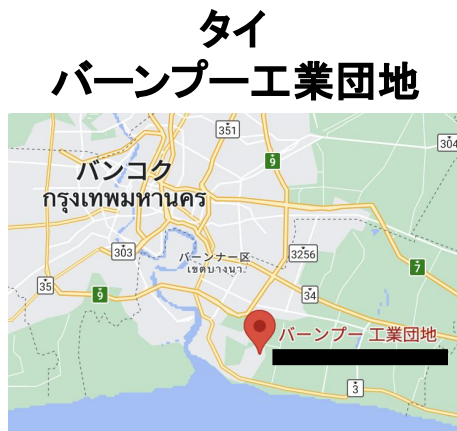 タイ
バーンプー工業団地
351
304
バンコク
9
กรุงเทพมหานคร
303
バーンナー区
เขตบางนา
3256
7
35
9
34
バーンプー 工業団地
3